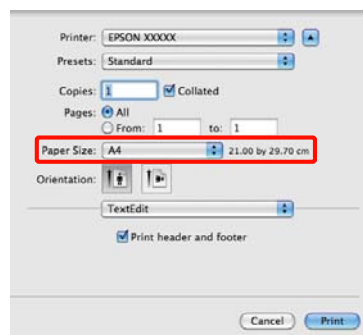 Printer: EPSON XXXXX
Presets: Standard
Copies: 1 Collated
Pages: All
From: 1 to: 1
Paper Size: A4 21.00 by 29.70 cm
Orientation:
TextEdit
Print header and footer
Cancel Print